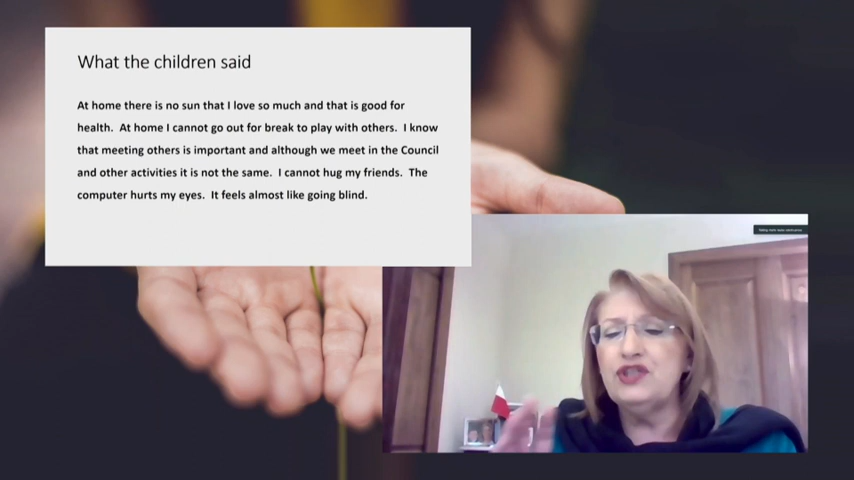 What the children said
At home there is no sun that I love so much and that is good for
health.  At home I cannot go out for break to play with others.  I know
that meeting others is important and although we meet in the Council
and other activities it is not the same.  I cannot hug my friends.  The
computer hurts my eyes.  It feels almost like going blind.